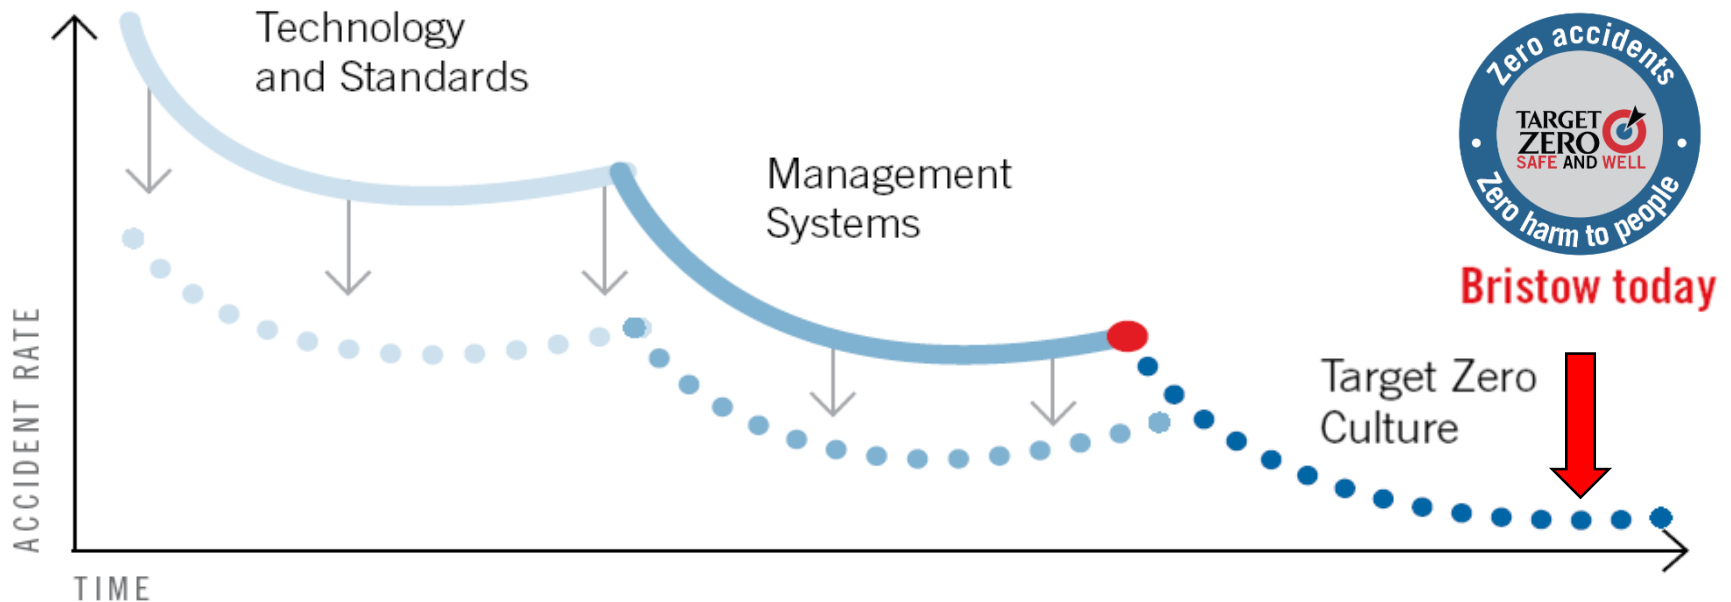 Technology
and Standards
Management
Systems
Zero accidents
TARGET
ZERO
SAFE AND WELL
Zero harm to people
Bristow today
Target Zero
Culture
ACCIDENT RATE
TIME